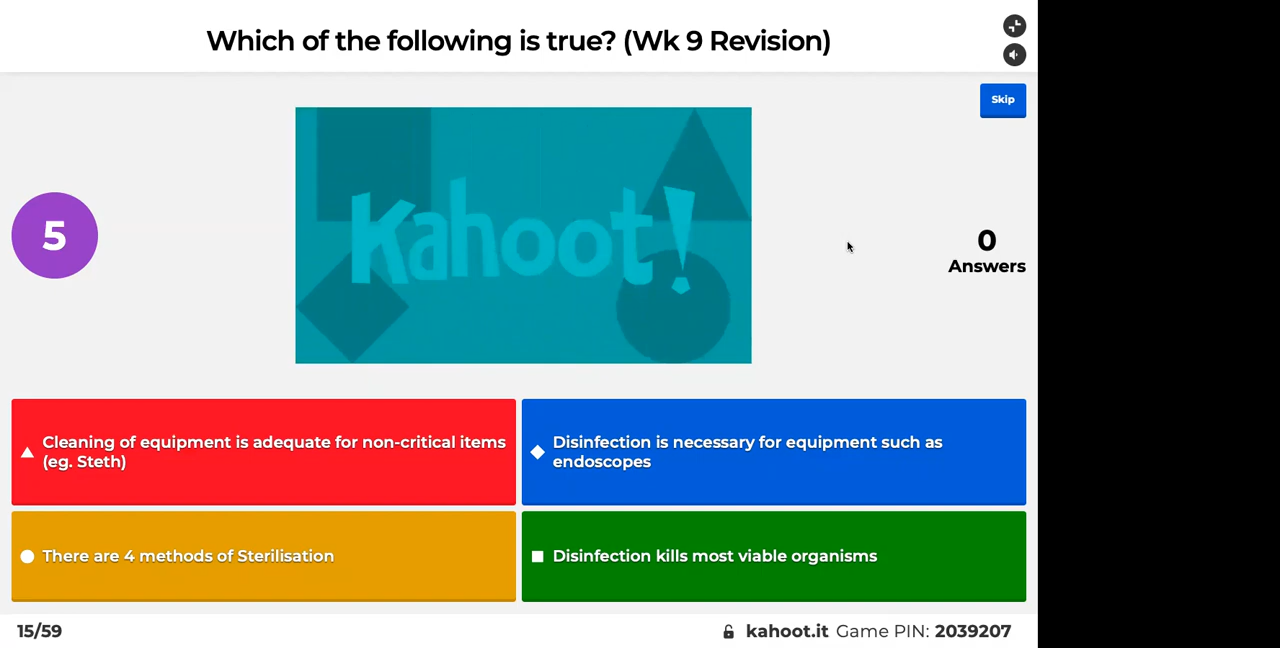 Which of the following is true? (Wk 9 Revision)
Skip
Kahoot!
5
0
Answers
Cleaning of equipment is adequate for non-critical items
(eg. Steth)
Disinfection is necessary for equipment such as
endoscopes
There are 4 methods of Sterilisation
Disinfection kills most viable organisms
15/59
kahoot.it Game PIN: 2039207